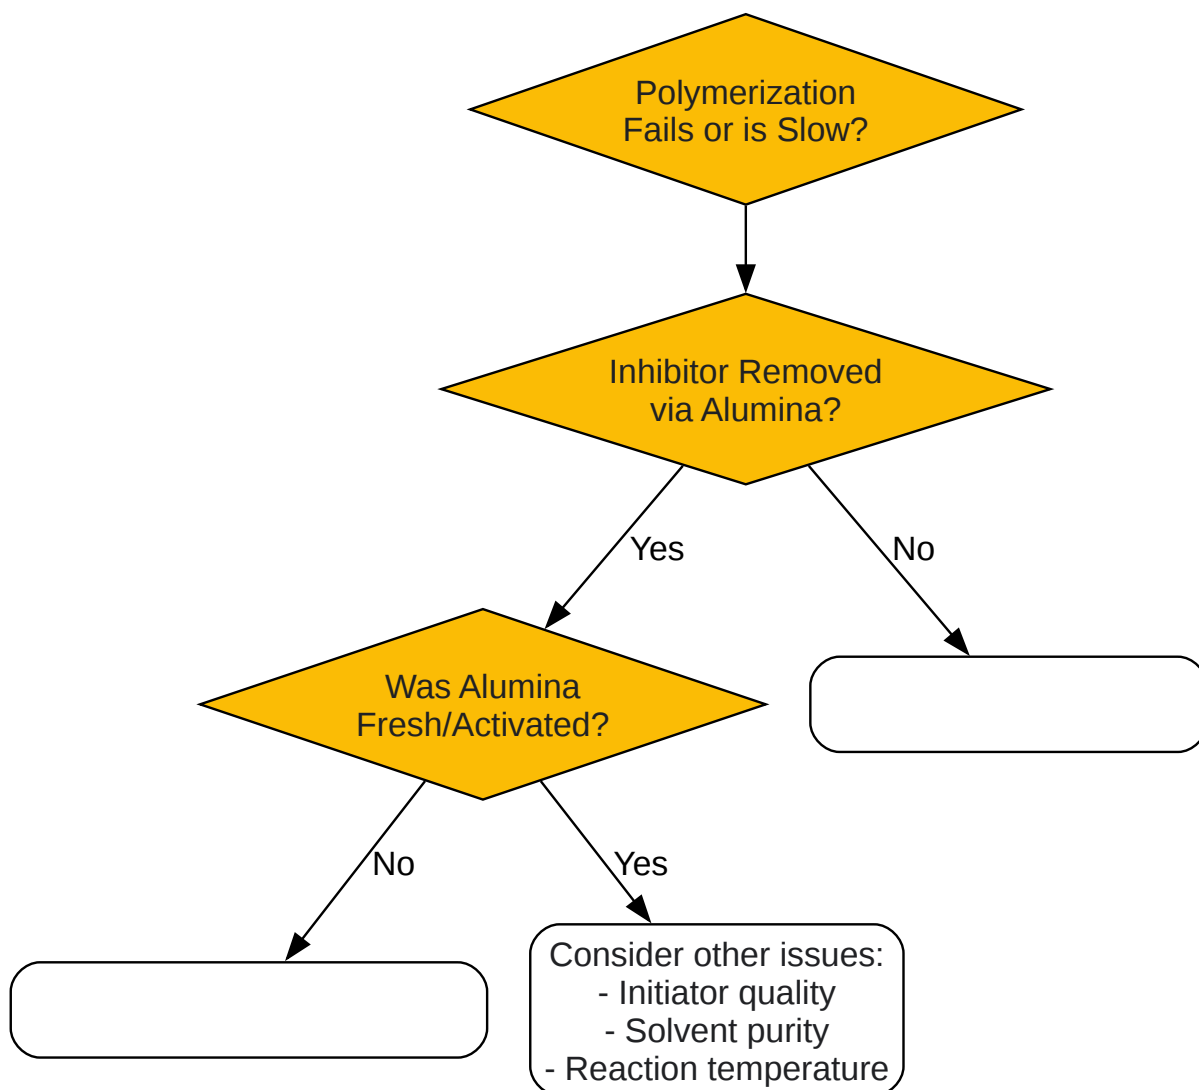 Polymerization
Fails or is Slow?
Inhibitor Removed
via Alumina?
Yes
No
Was Alumina
Fresh/Activated?
No
Yes
Consider other issues:
- Initiator quality
- Solvent purity
- Reaction temperature